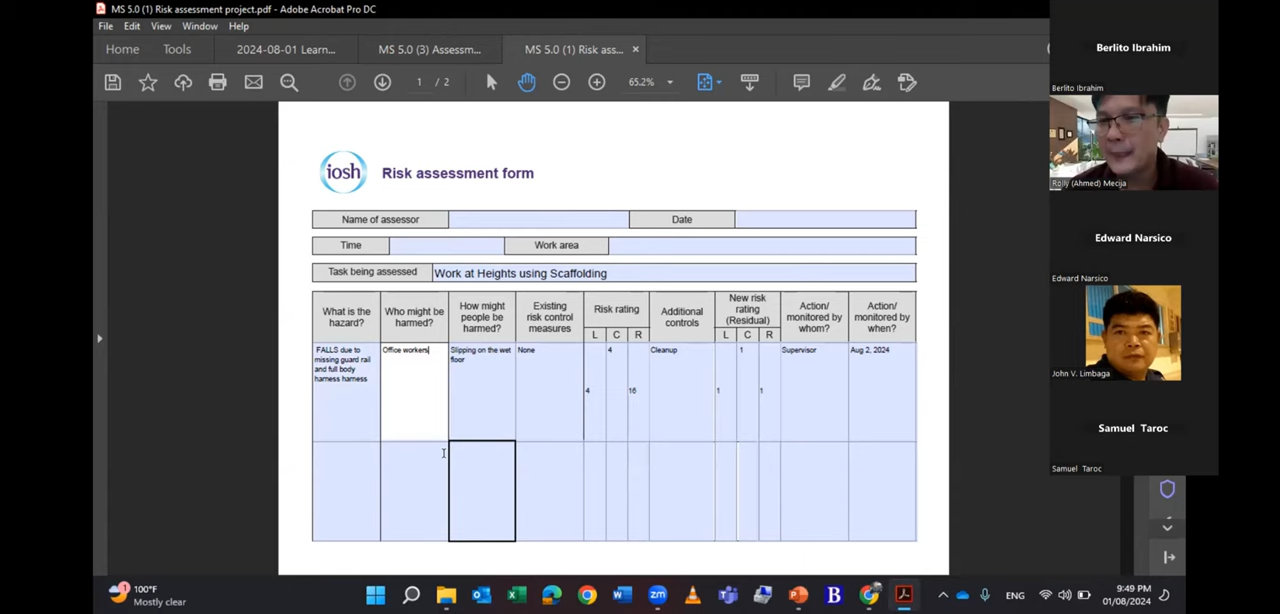 MS 5.0 (1) Risk assessment project.pdf - Adobe Acrobat Pro DC
File Edit View Window Help
Home Tools 2024-08-01 Learn... MS 5.0 (3) Assessm... MS 5.0 (1) Risk ass... ×
1 / 2 65.2%
iosh Risk assessment form
Name of assessor Date
Time Work area
Task being assessed Work at Heights using Scaffolding
What is the hazard?
Who might be harmed?
How might people be harmed?
Existing risk control measures
Risk rating
L C R
Additional controls
New risk rating (Residual)
L C R
Action/ monitored by whom?
Action/ monitored by when?
FALLS due to missing guard rail and full body harness harness
Office workers
Slipping on the wet floor
None
4 4 16
Cleanup
1 1 1
Supervisor
Aug 2, 2024
Berlito Ibrahim
Berlito Ibrahim
Rolly (Ahmed) Mecija
Edward Narsico
Edward Narsico
John V. Limbaga
Samuel Taroc
Samuel Taroc
1
100°F
Mostly clear
ENG
9:49 PM
01/08/2024